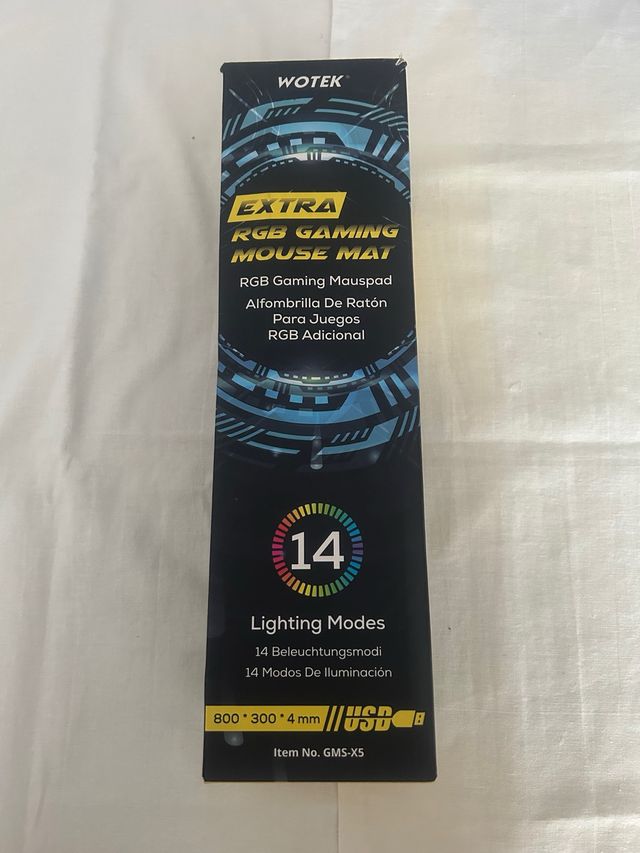 WOTEK
EXTRA
RGB GAMING
MOUSE MAT
RGB Gaming Mauspad
Alfombrilla De Ratón
Para Juegos
RGB Adicional
14
Lighting Modes
14 Beleuchtungsmodi
14 Modos De Iluminación
800 * 300 * 4 mm // USB
Item No. GMS-X5